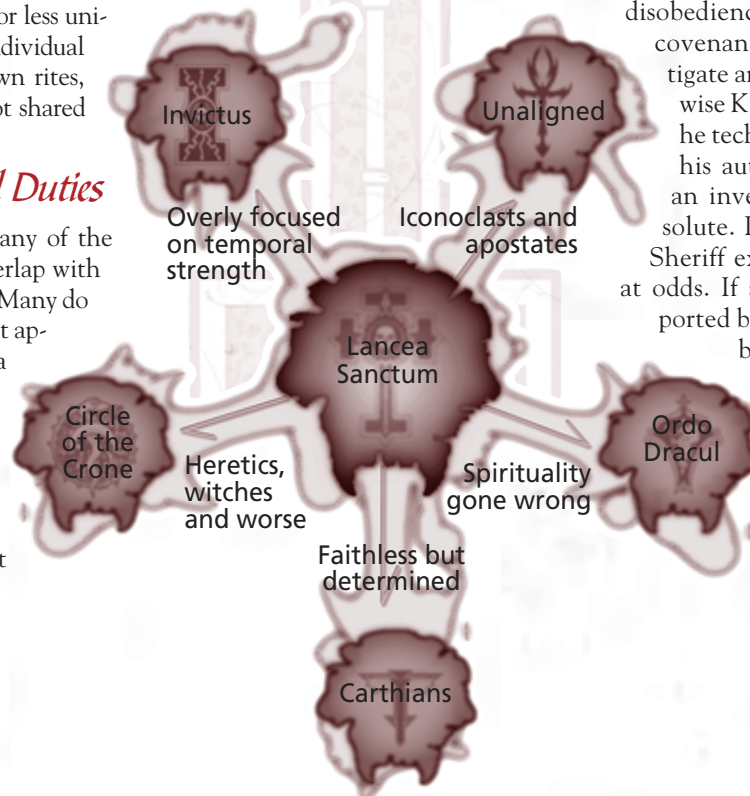 or less uni-
dividual
wn rites,
ot shared
Duties
any of the
erlap with
Many do
t ap-
a
t
Invictus
Overly focused
on temporal
strength
Unaligned
Iconoclasts and
apostates
Lancea
Sanctum
Circle
of the
Crone
Heretics,
witches
and worse
Ordo
Dracul
Spirituality
gone wrong
Faithless but
determined
Carthians
disobedienc
covenan
tigate an
wise K
he tech
his aut
an inve
solute. I
Sheriff ex
at odds. If
ported b
b